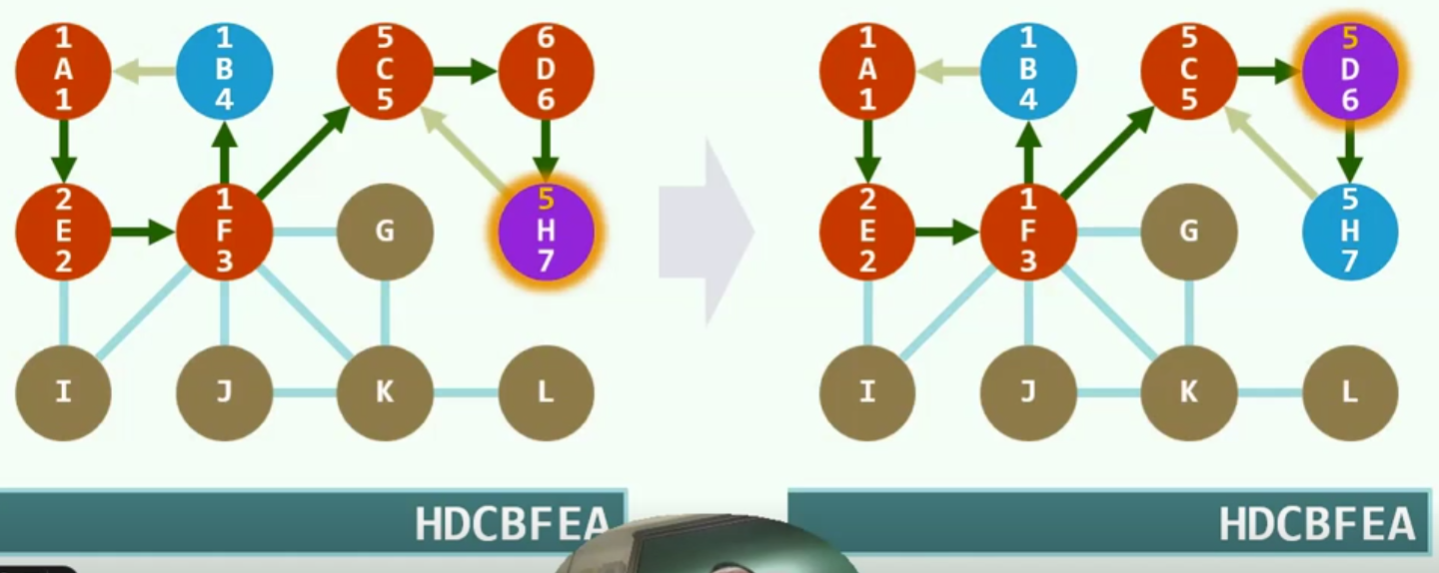 1 1 5 6 1 1 5 5
A B C D A B C D
1 4 5 6 1 4 5 6
2 1 5 2 1 5
E F G H E F G H
2 3 7 2 3 7
I J K L I J K L
HDCBFEA HDCBFEA